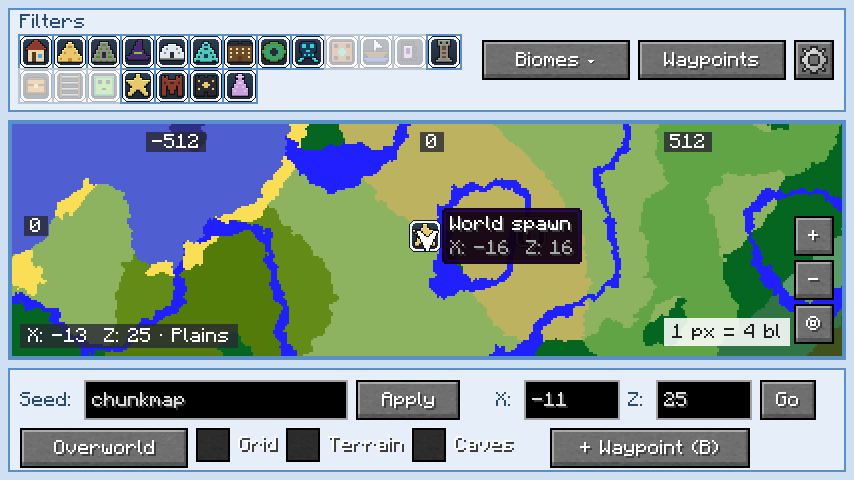 Filters
Biomes
Waypoints
-512
0
512
0
World spawn
X: -16 Z: 16
+
-
X: -13 Z: 25 · Plains
1 px = 4 bl
Seed:
chunkmap
Apply
X:
-11
Z:
25
Go
Overworld
Grid
Terrain
Caves
+ Waypoint (B)